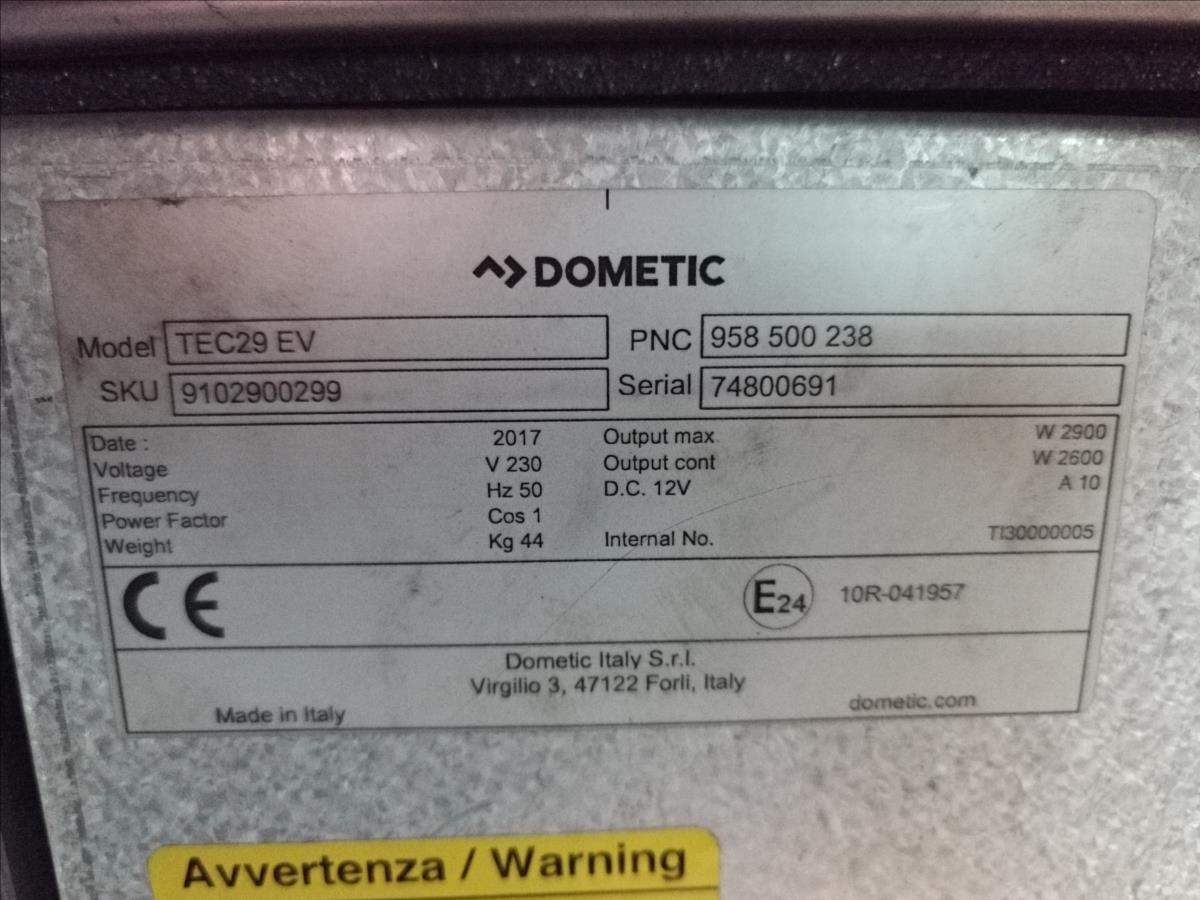 DOMETIC
Model TEC29 EV PNC 958 500 238
SKU 9102900299 Serial 74800691
Date : 2017 Output max W 2900
Voltage V 230 Output cont W 2600
Frequency Hz 50 D.C. 12V A 10
Power Factor Cos 1
Weight Kg 44 Internal No. TI30000005
CE E24 10R-041957
Dometic Italy S.r.l.
Virgilio 3, 47122 Forli, Italy
Made in Italy dometic.com
Avvertenza / Warning